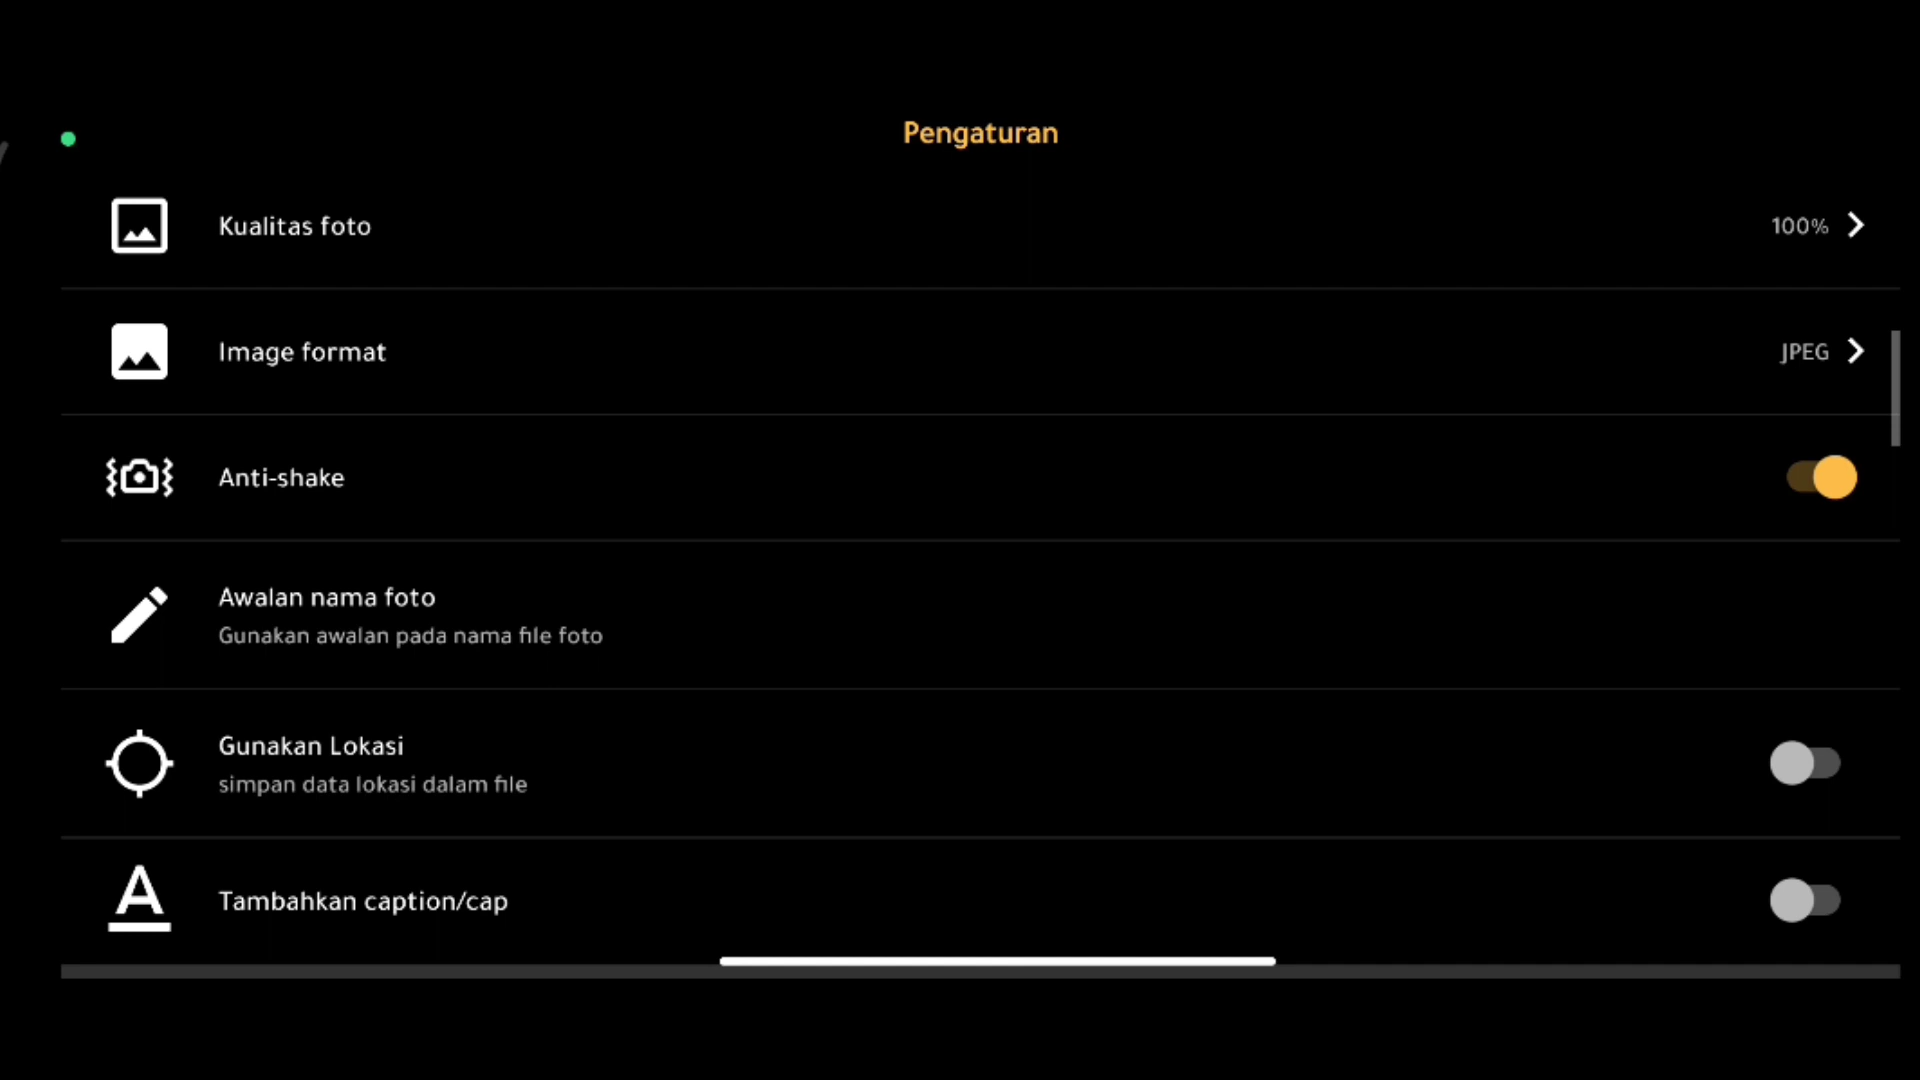 Pengaturan
Kualitas foto
100%
Image format
JPEG
Anti-shake
Awalan nama foto
Gunakan awalan pada nama file foto
Gunakan Lokasi
simpan data lokasi dalam file
Tambahkan caption/cap